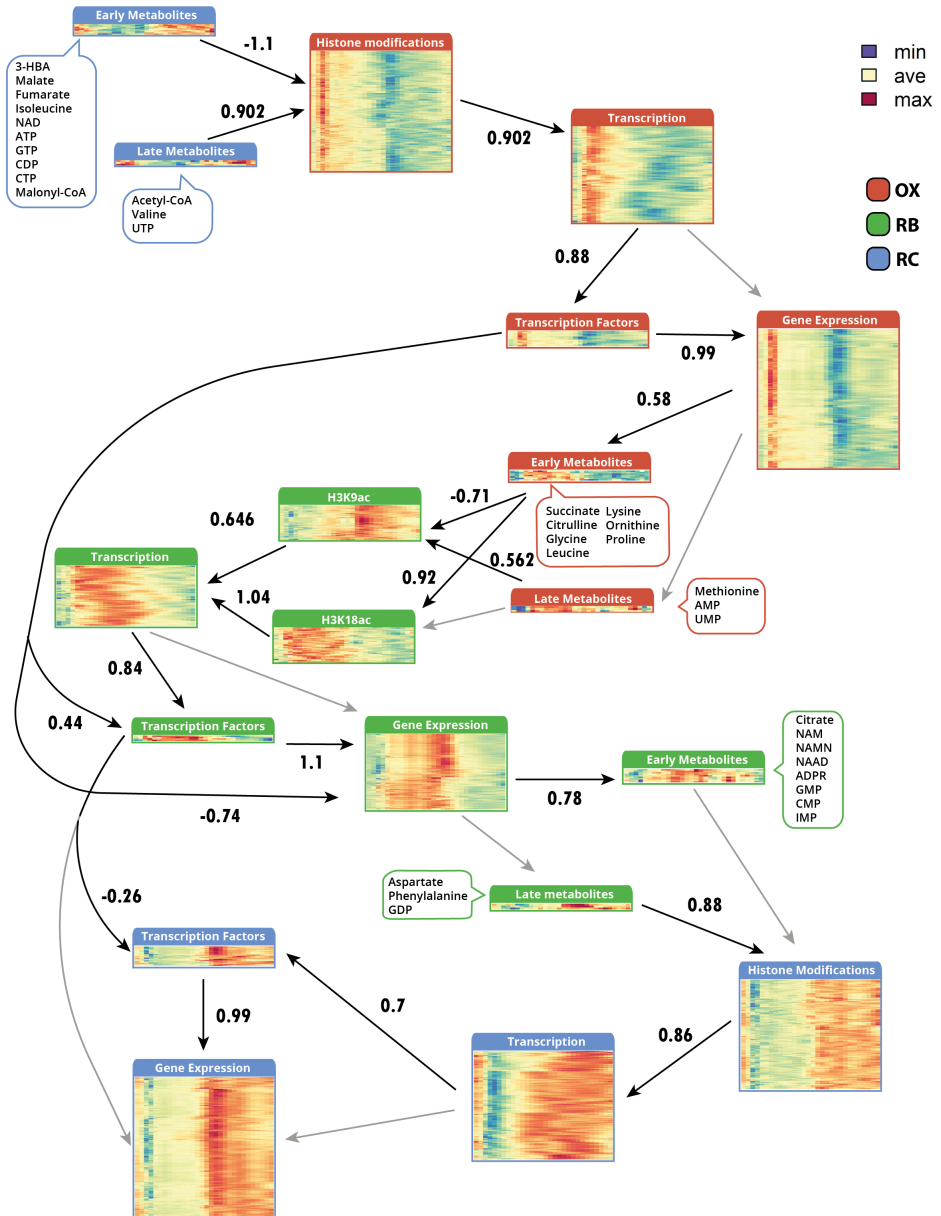 Early Metabolites
-1.1
3-HBA
Malate
Fumarate
Isoleucine
NAD
ATP
GTP
CDP
CTP
Malonyl-CoA
0.902
Late Metabolites
Acetyl-CoA
Valine
UTP
Histone modifications
0.902
Transcription
min
ave
max
OX
RB
RC
0.88
Transcription Factors
0.99
Gene Expression
0.58
Early Metabolites
Succinate Lysine
Citrulline Ornithine
Glycine Proline
Leucine
-0.71
H3K9ac
0.646
0.562
0.92
Late Metabolites
Methionine
AMP
UMP
Transcription
1.04
H3K18ac
0.84
0.44
Transcription Factors
1.1
Gene Expression
-0.74
0.78
Early Metabolites
Citrate
NAM
NAMN
NAAD
ADPR
GMP
CMP
IMP
Aspartate
Phenylalanine
GDP
Late metabolites
0.88
-0.26
Transcription Factors
0.7
Histone Modifications
0.99
0.86
Transcription
Gene Expression